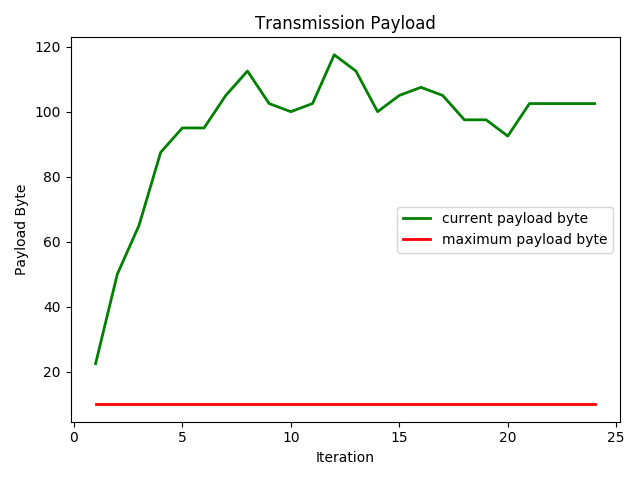 Transmission Payload
120
100
80
60
40
20
Payload Byte
current payload byte
maximum payload byte
0
5
10
15
20
25
Iteration